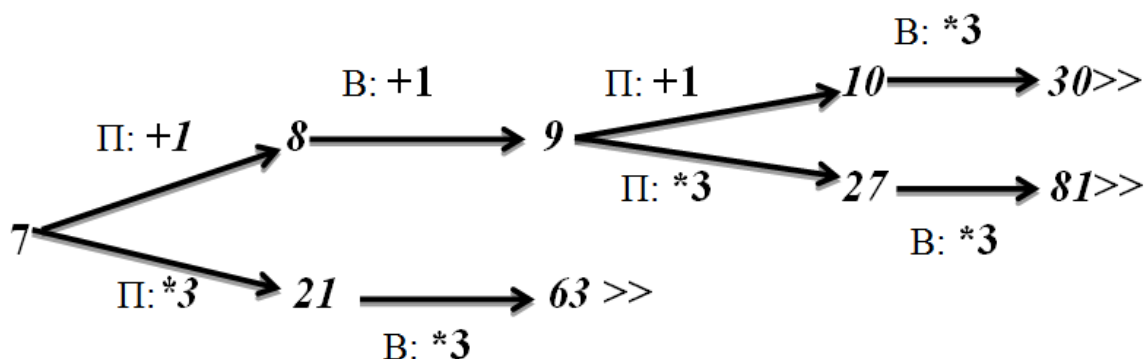 В: *3
В: +1 П: +1 10 30>>
П: +1 8 9
П: *3 27 81>>
7
В: *3
П: *3 21 63 >>
В: *3